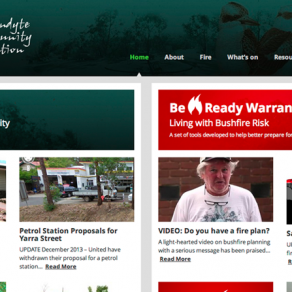 ndyte
unity
tion
Home About Fire What's on Resou
ity
Be Ready Warran
Living with Bushfire Risk
A set of tools developed to help better prepare fo
Petrol Station Proposals for
Yarra Street
UPDATE December 2013 – United have
withdrawn their proposal for a petrol
station... Read More
VIDEO: Do you have a fire plan?
A light-hearted video on bushfire planning
with a serious message has been praised...
Read More
Sa